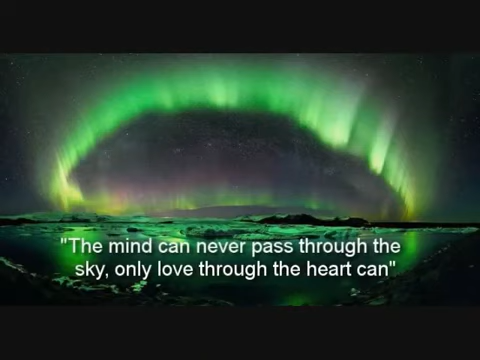 "The mind can never pass through the
sky, only love through the heart can"